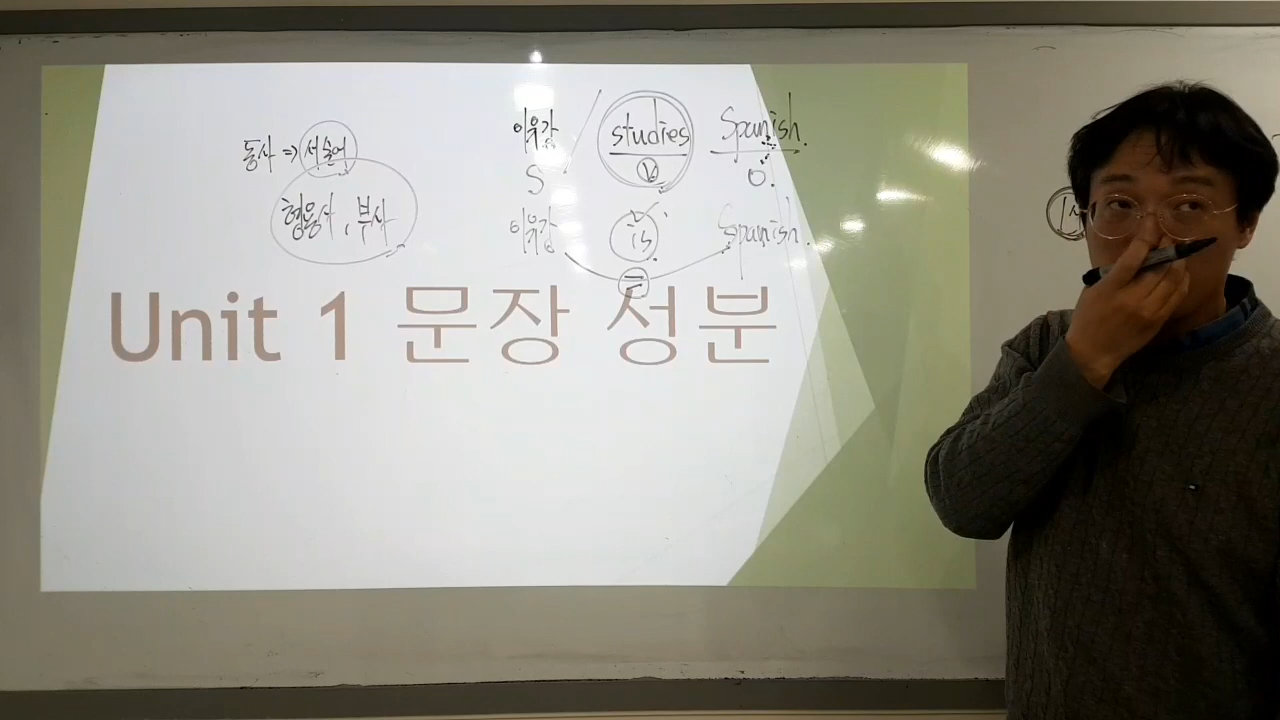 이유강 / studies Spanish.
S V O.
동사 ⇒ 서술어
형용사, 부사
이유강 is Spanish.
V
=
Unit 1 문장 성분